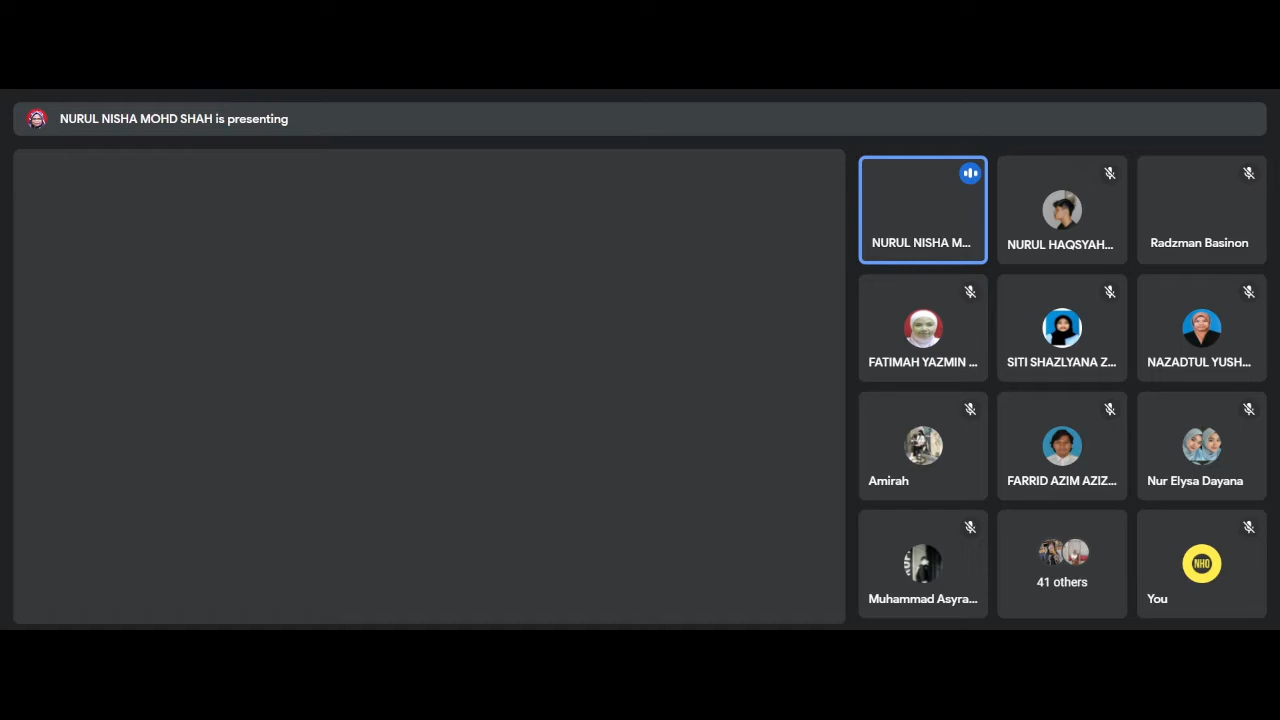 NURUL NISHA MOHD SHAH is presenting
NURUL NISHA M...
NURUL HAQSYAH...
Radzman Basinon
FATIMAH YAZMIN ...
SITI SHAZLYANA Z...
NAZADTUL YUSH...
Amirah
FARRID AZIM AZIZ...
Nur Elysa Dayana
Muhammad Asyra...
41 others
NHO
You